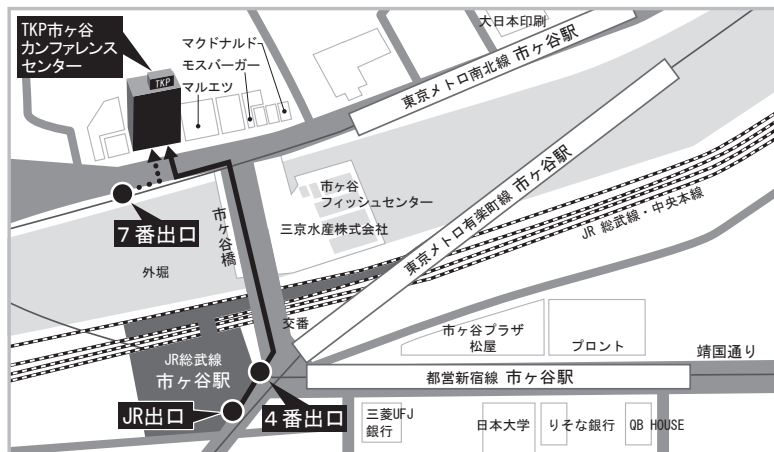 TKP市ヶ谷
カンファレンス
センター
TKP
マクドナルド
モスバーガー
マルエツ
大日本印刷
東京メトロ南北線 市ヶ谷駅
市ヶ谷
フィッシュセンター
三京水産株式会社
東京メトロ有楽町線 市ヶ谷駅
JR 総武線・中央本線
7番出口
市ヶ谷橋
外堀
交番
市ヶ谷プラザ
松屋
プロント
靖国通り
JR総武線
市ヶ谷駅
都営新宿線 市ヶ谷駅
JR出口
4番出口
三菱UFJ
銀行
日本大学
りそな銀行
QB HOUSE